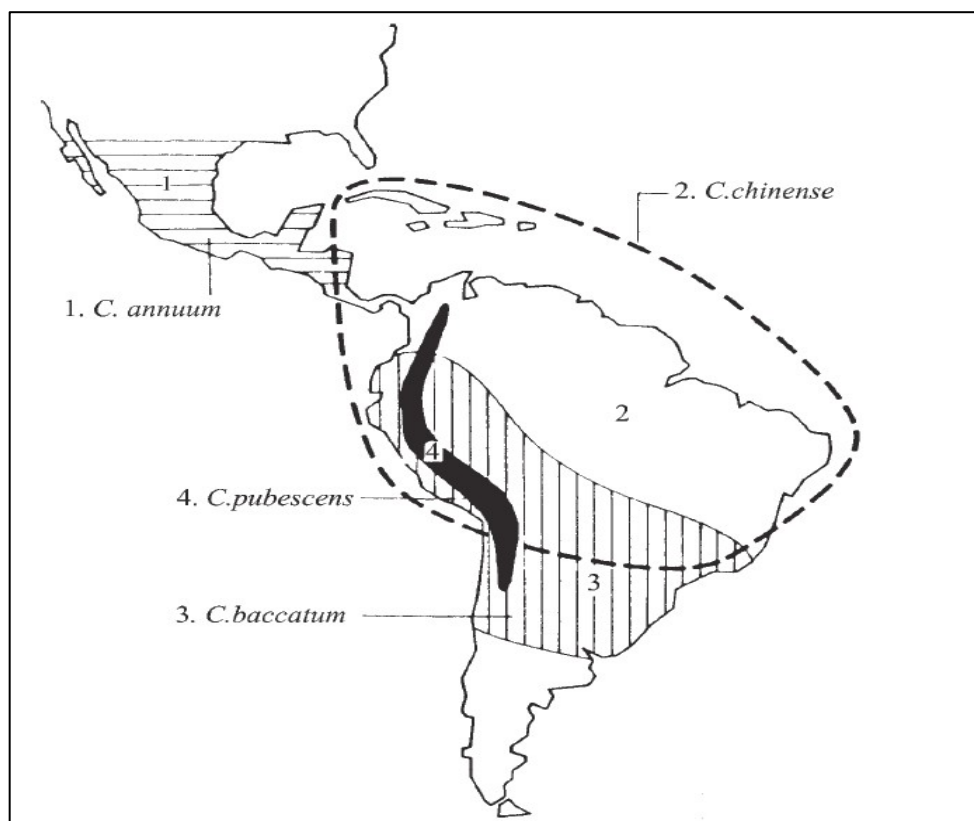 1
2. C.chinense
1. C. annuum
2
4
4. C.pubescens
3
3. C.baccatum